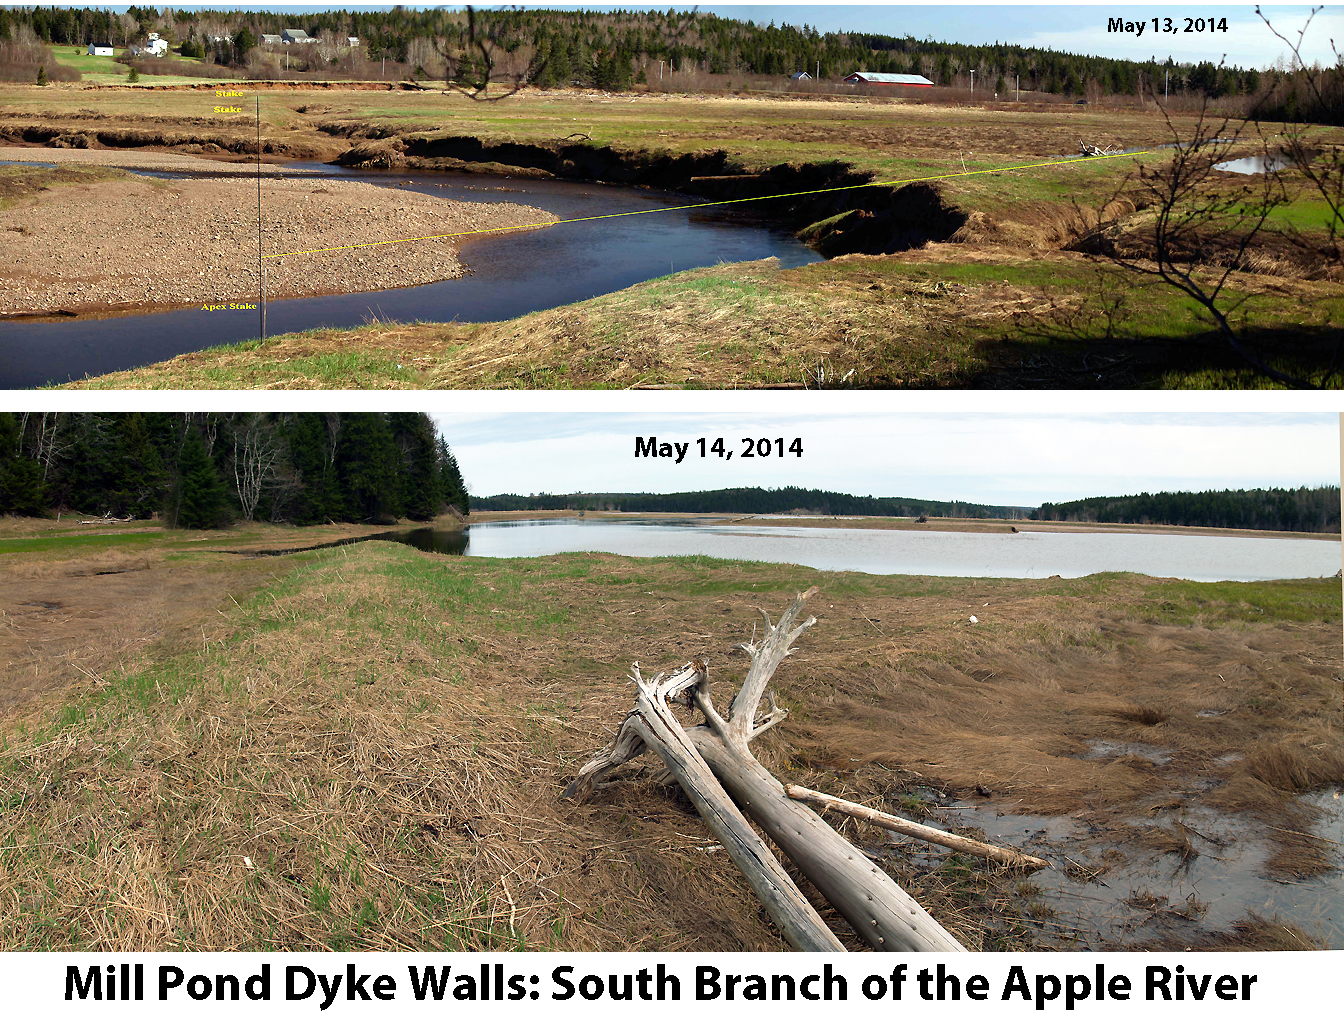 May 13, 2014
Stake
Stake
Apex Stake
May 14, 2014
Mill Pond Dyke Walls: South Branch of the Apple River